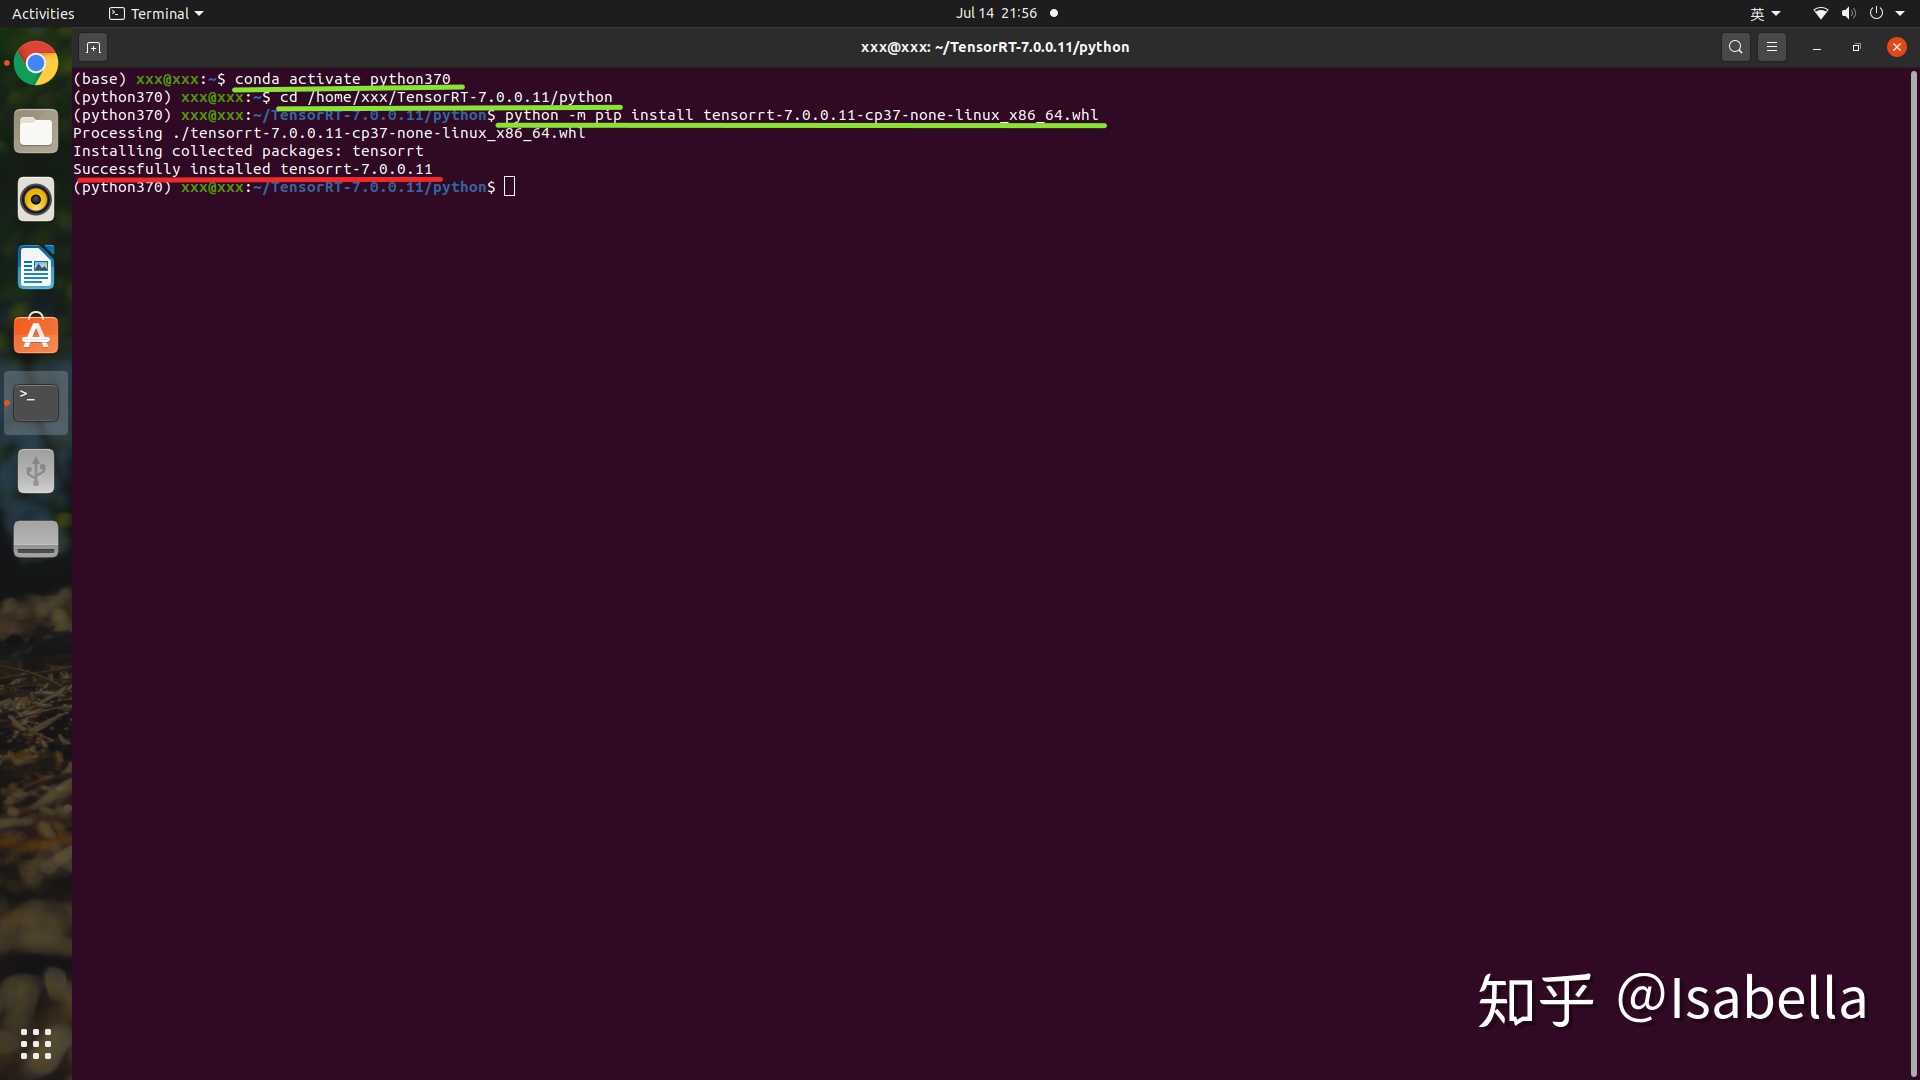 Activities Terminal Jul 14 21:56 英
xxx@xxx: ~/TensorRT-7.0.0.11/python
(base) xxx@xxx:~$ conda activate python370
(python370) xxx@xxx:~$ cd /home/xxx/TensorRT-7.0.0.11/python
(python370) xxx@xxx:~/TensorRT-7.0.0.11/python$ python -m pip install tensorrt-7.0.0.11-cp37-none-linux_x86_64.whl
Processing ./tensorrt-7.0.0.11-cp37-none-linux_x86_64.whl
Installing collected packages: tensorrt
Successfully installed tensorrt-7.0.0.11
(python370) xxx@xxx:~/TensorRT-7.0.0.11/python$
知乎 @Isabella